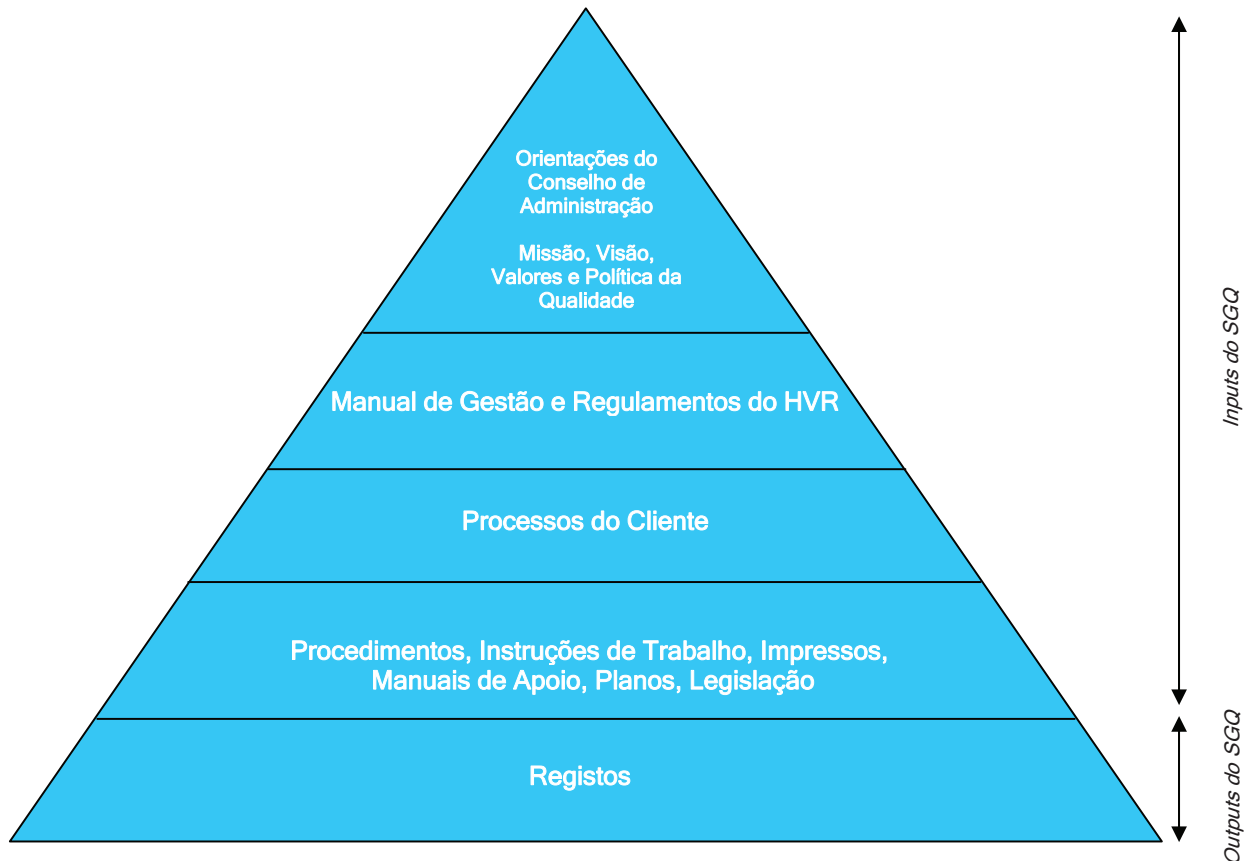 Orientações do
Conselho de
Administração
Missão, Visão,
Valores e Política da
Qualidade
Manual de Gestão e Regulamentos do HVR
Processos do Cliente
Procedimentos, Instruções de Trabalho, Impressos,
Manuais de Apoio, Planos, Legislação
Registos
Inputs do SGQ
Outputs do SGQ